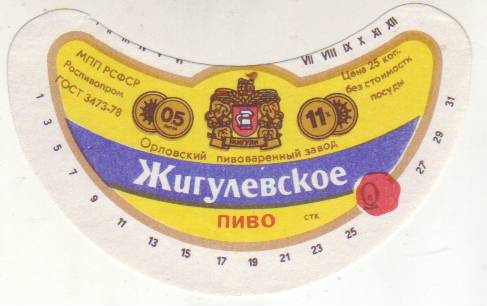 VII VIII IX X XI XII
МПП РСФСР
Роспивопром
ГОСТ 3473-78
Цена 25 коп.
без стоимости
посуды
0,5
11%
ЖИГУЛИ
Орловский пивоваренный завод
Жигулевское
ПИВО
СТК
1 3 5 7 9 11 13 15 17 19 21 23 25 27 29 31